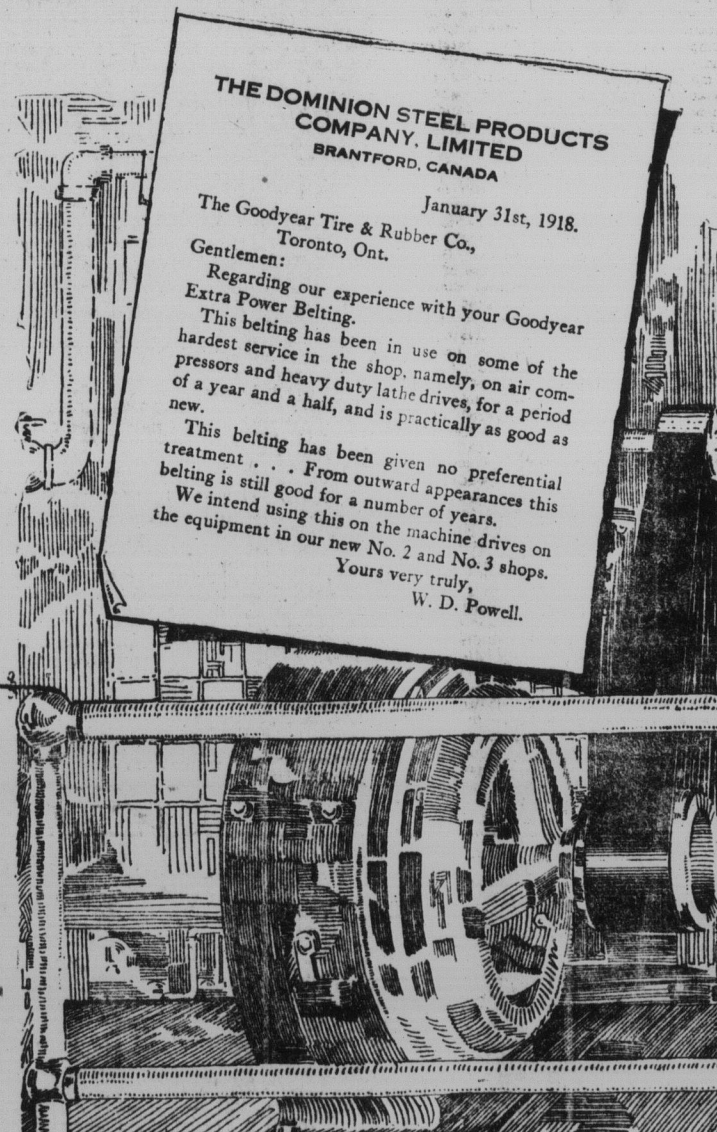 THE DOMINION STEEL PRODUCTS
COMPANY, LIMITED
BRANTFORD, CANADA
January 31st, 1918.
The Goodyear Tire & Rubber Co.,
Toronto, Ont.
Gentlemen:
Regarding our experience with your Goodyear
Extra Power Belting.
This belting has been in use on some of the
hardest service in the shop, namely, on air com-
pressors and heavy duty lathe drives, for a period
of a year and a half, and is practically as good as
new.
This belting has been given no preferential
treatment . . . From outward appearances this
belting is still good for a number of years.
We intend using this on the machine drives on
the equipment in our new No. 2 and No. 3 shops.
Yours very truly,
W. D. Powell.